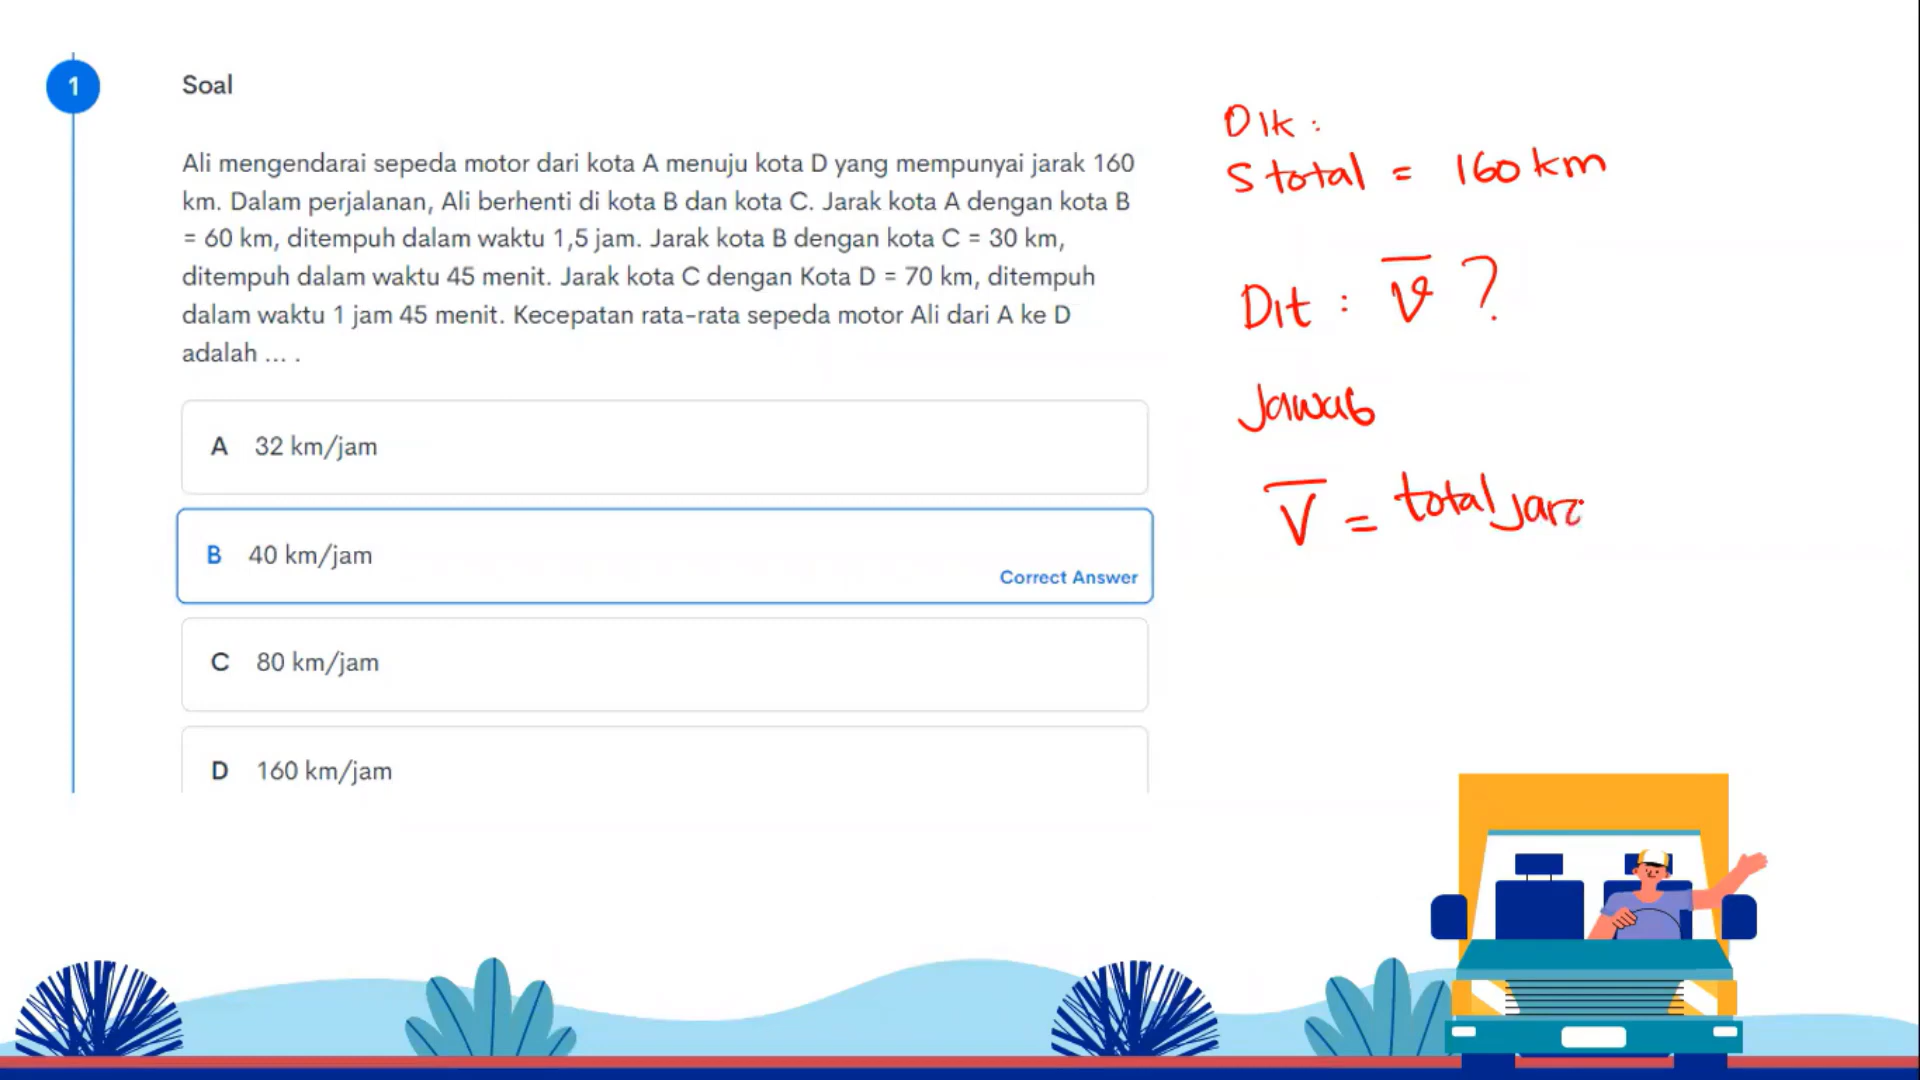 1
Soal
Ali mengendarai sepeda motor dari kota A menuju kota D yang mempunyai jarak 160
km. Dalam perjalanan, Ali berhenti di kota B dan kota C. Jarak kota A dengan kota B
= 60 km, ditempuh dalam waktu 1,5 jam. Jarak kota B dengan kota C = 30 km,
ditempuh dalam waktu 45 menit. Jarak kota C dengan Kota D = 70 km, ditempuh
dalam waktu 1 jam 45 menit. Kecepatan rata-rata sepeda motor Ali dari A ke D
adalah ... .
A 32 km/jam
B 40 km/jam
Correct Answer
C 80 km/jam
D 160 km/jam
Dik :
S total = 160 km
Dit : v̅ ?
Jawab
V̅ = total jara